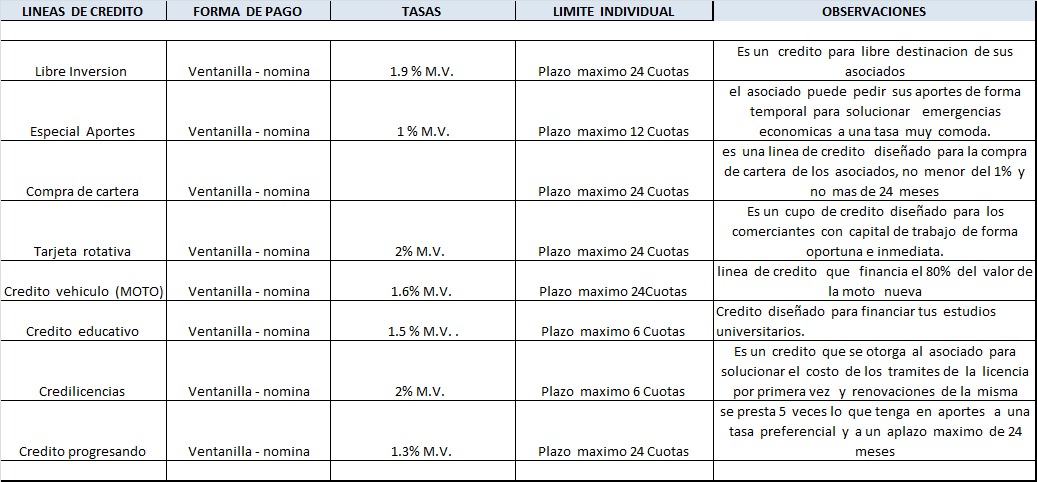 LINEAS DE CREDITO FORMA DE PAGO TASAS LIMITE INDIVIDUAL OBSERVACIONES
Libre Inversion Ventanilla - nomina 1.9 % M.V. Plazo maximo 24 Cuotas Es un credito para libre destinacion de sus
asociados
Especial Aportes Ventanilla - nomina 1 % M.V. Plazo maximo 12 Cuotas el asociado puede pedir sus aportes de forma
temporal para solucionar emergencias
economicas a una tasa muy comoda.
Compra de cartera Ventanilla - nomina Plazo maximo 24 Cuotas es una linea de credito diseñado para la compra
de cartera de los asociados, no menor del 1% y
no mas de 24 meses
Tarjeta rotativa Ventanilla - nomina 2% M.V. Plazo maximo 24 Cuotas Es un cupo de credito diseñado para los
comerciantes con capital de trabajo de forma
oportuna e inmediata.
Credito vehiculo (MOTO) Ventanilla - nomina 1.6% M.V. Plazo maximo 24Cuotas linea de credito que financia el 80% del valor de
la moto nueva
Credito educativo Ventanilla - nomina 1.5 % M.V. . Plazo maximo 6 Cuotas Credito diseñado para financiar tus estudios
universitarios.
Credilicencias Ventanilla - nomina 2% M.V. Plazo maximo 6 Cuotas Es un credito que se otorga al asociado para
solucionar el costo de los tramites de la licencia
por primera vez y renovaciones de la misma
Credito progresando Ventanilla - nomina 1.3% M.V. Plazo maximo 24 Cuotas se presta 5 veces lo que tenga en aportes a una
tasa preferencial y a un aplazo maximo de 24
meses